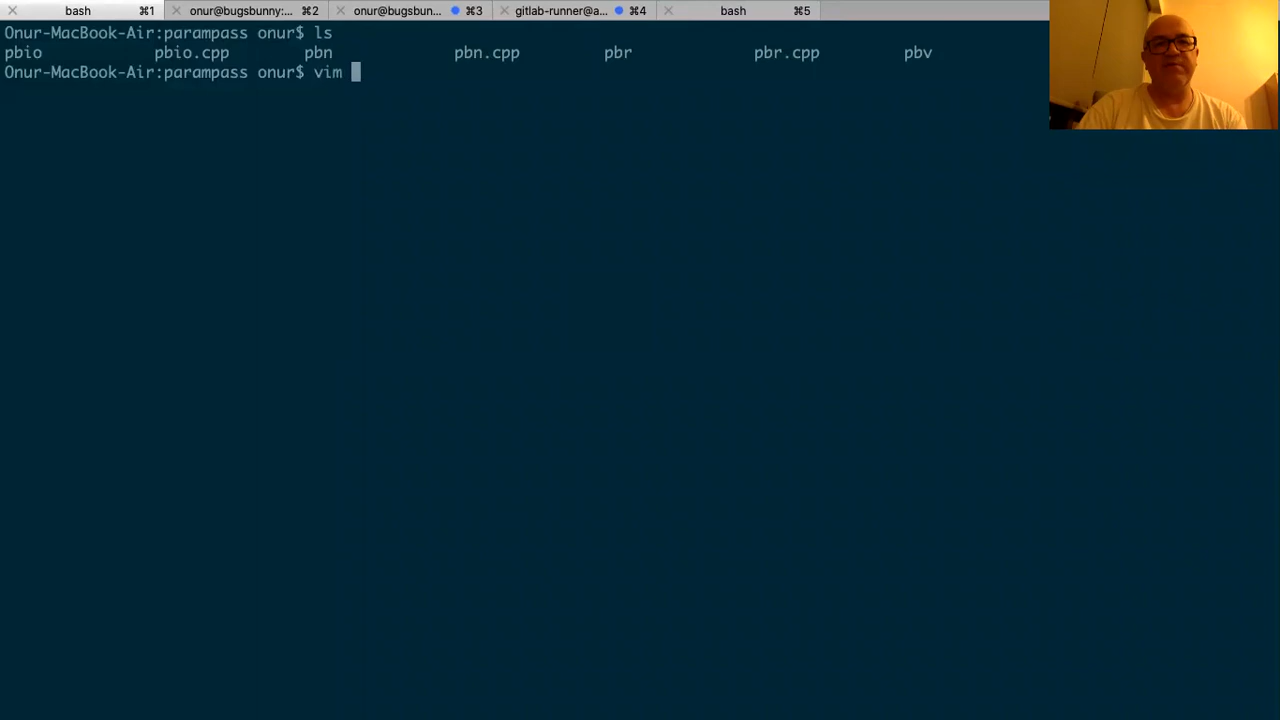 bash ⌘1 onur@bugsbunny:... ⌘2 onur@bugsbun... ⌘3 gitlab-runner@a... ⌘4 bash ⌘5
Onur-MacBook-Air:parampass onur$ ls
pbio pbio.cpp pbn pbn.cpp pbr pbr.cpp pbv
Onur-MacBook-Air:parampass onur$ vim